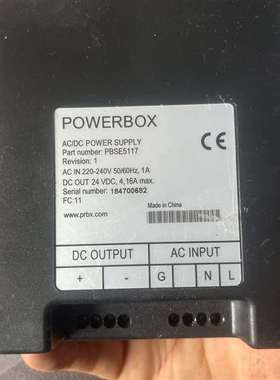 POWERBOX
AC/DC POWER SUPPLY
Part number: PBSE5117
Revision: 1
AC IN 220-240V 50/60Hz, 1A
DC OUT 24 VDC, 4,16A max.
Serial number: 184700682
FC:11
Made in China
www.prbx.com
CE
DC OUTPUT AC INPUT
+ - G N L